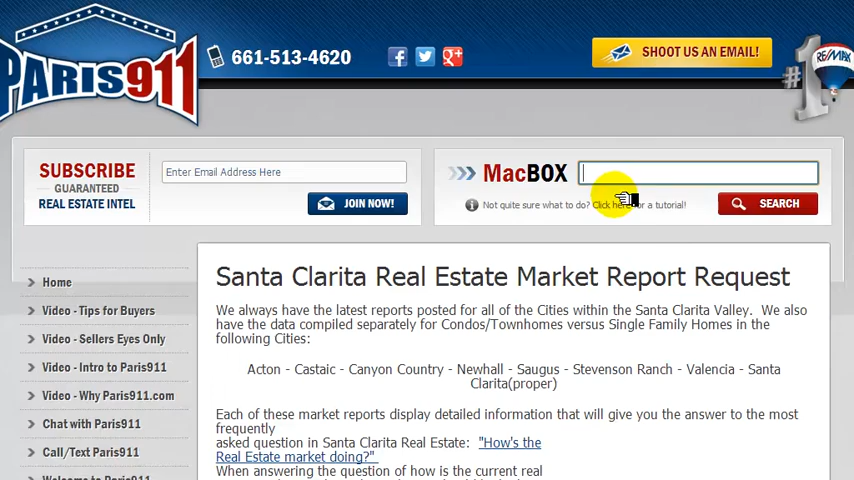 PARIS911
661-513-4620
SHOOT US AN EMAIL!
#1
RE/MAX
SUBSCRIBE
GUARANTEED
REAL ESTATE INTEL
Enter Email Address Here
JOIN NOW!
MacBOX
Not quite sure what to do? Click here for a tutorial!
SEARCH
Home
Video - Tips for Buyers
Video - Sellers Eyes Only
Video - Intro to Paris911
Video - Why Paris911.com
Chat with Paris911
Call/Text Paris911
Welcome to Paris911
Santa Clarita Real Estate Market Report Request
We always have the latest reports posted for all of the Cities within the Santa Clarita Valley. We also
have the data compiled separately for Condos/Townhomes versus Single Family Homes in the
following Cities:
Acton - Castaic - Canyon Country - Newhall - Saugus - Stevenson Ranch - Valencia - Santa
Clarita(proper)
Each of these market reports display detailed information that will give you the answer to the most
frequently
asked question in Santa Clarita Real Estate: "How's the
Real Estate market doing?"
When answering the question of how is the current real